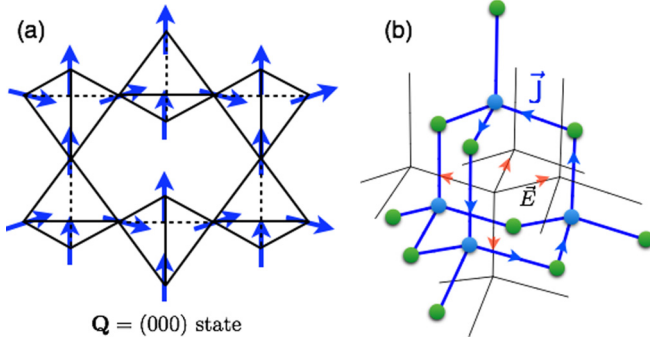 (a)
(b)
J⃗
E⃗
Q = (000) state